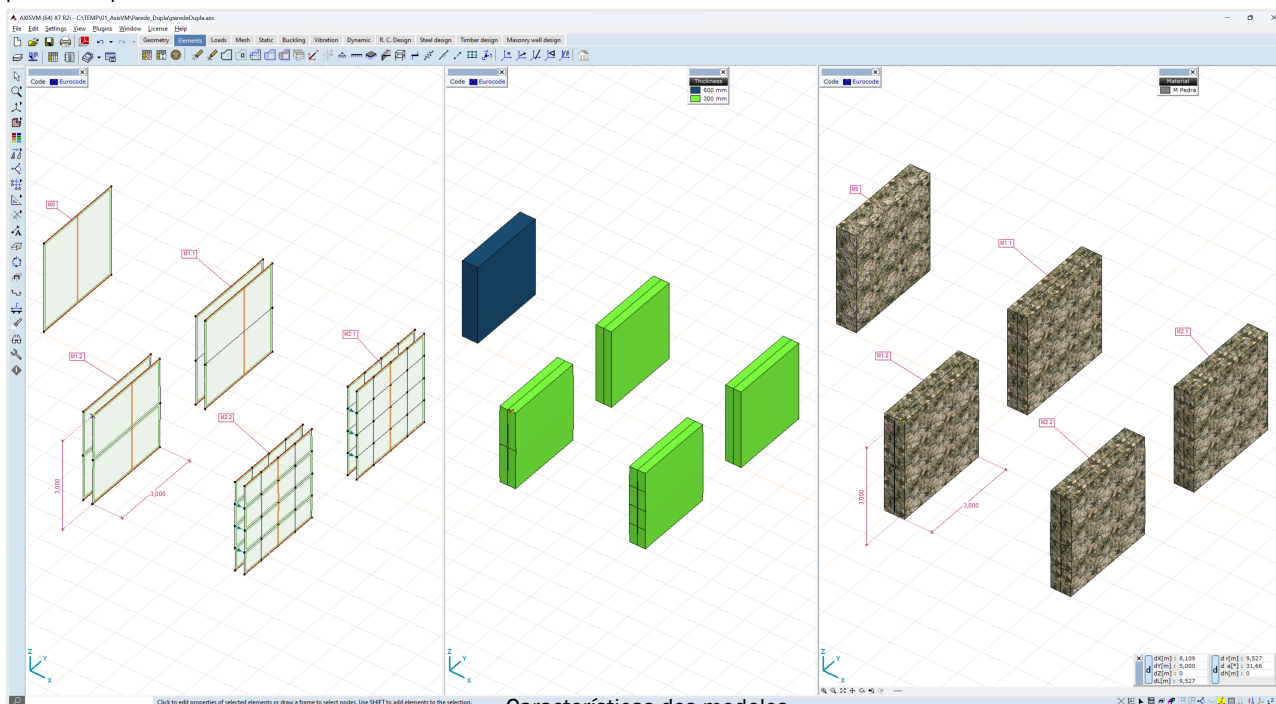 AXISVM (64) X7 R2i - C:\TEMP\01_AxisVM\Parede_Dupla\paredeDupla.axs
File Edit Settings View Plugins Window License Help
Geometry Elements Loads Mesh Static Buckling Vibration Dynamic R. C. Design Steel design Timber design Masonry wall design
Code Eurocode
M0
M1.1
M1.2
M2.1
M2.2
3,000
3,000
Z
Y
X
Code Eurocode
Thickness
600 mm
300 mm
Z
Y
X
Code Eurocode
Material
M Pedra
M0
M1.1
M1.2
M2.1
M2.2
3,000
3,000
Z
Y
X
dX[m] : 8,109
dY[m] : 5,000
dZ[m] : 0
dL[m] : 9,527
d r[m] : 9,527
d a[°] : 31,66
dh[m] : 0
Click to edit properties of selected elements or draw a frame to select nodes. Use SHIFT to add elements to the selection.